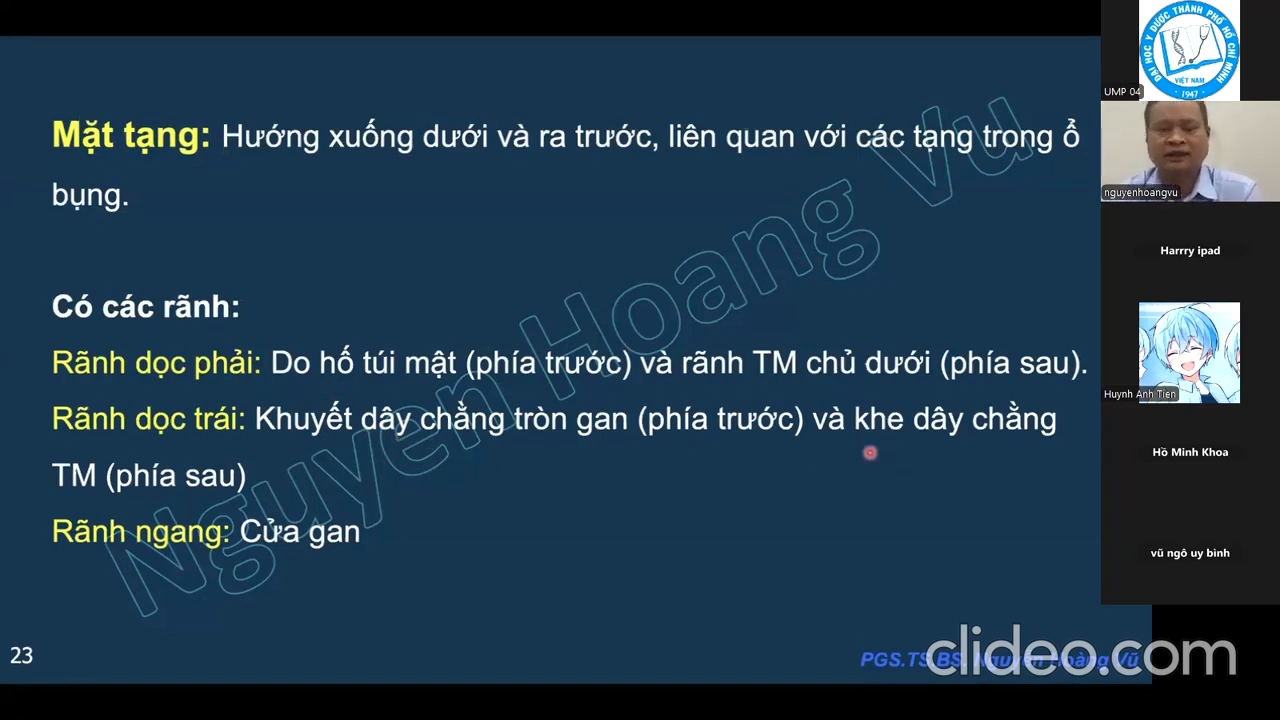 Mặt tạng: Hướng xuống dưới và ra trước, liên quan với các tạng trong ổ
bụng.
Có các rãnh:
Rãnh dọc phải: Do hố túi mật (phía trước) và rãnh TM chủ dưới (phía sau).
Rãnh dọc trái: Khuyết dây chằng tròn gan (phía trước) và khe dây chằng
TM (phía sau)
Rãnh ngang: Cửa gan
Nguyen Hoang Vu
23
PGS.TS.BS. Nguyễn Hoàng Vũ
clideo.com
ĐẠI HỌC Y DƯỢC THÀNH PHỐ HỒ CHÍ MINH
VIỆT NAM
1947
UMP 04
nguyenhoangvu
Harrry ipad
Huynh Anh Tien
Hồ Minh Khoa
vũ ngô uy bình